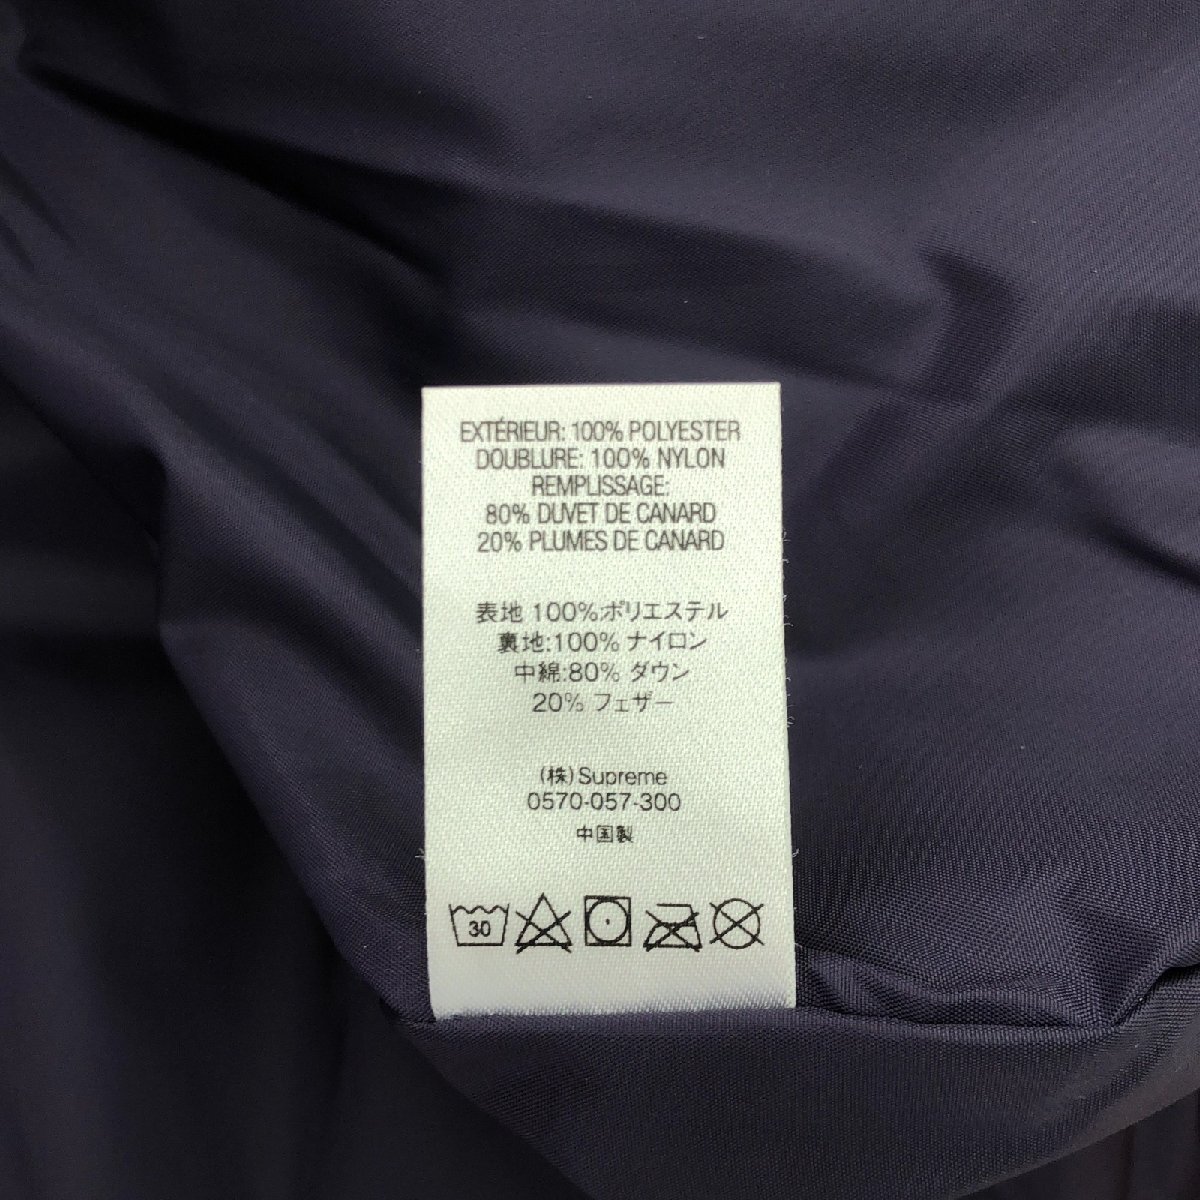 EXTÉRIEUR: 100% POLYESTER
DOUBLURE: 100% NYLON
REMPLISSAGE:
80% DUVET DE CANARD
20% PLUMES DE CANARD
表地 100%:ポリエステル
裏地:100% ナイロン
中綿:80% ダウン
20% フェザー
(株)Supreme
0570-057-300
中国製
30